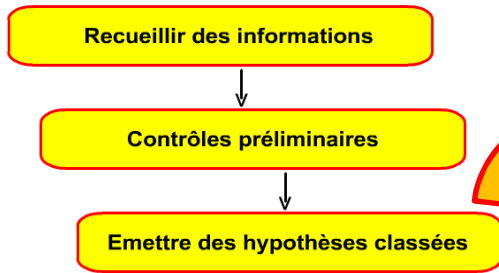 Recueillir des informations
Contrôles préliminaires
Emettre des hypothèses classées